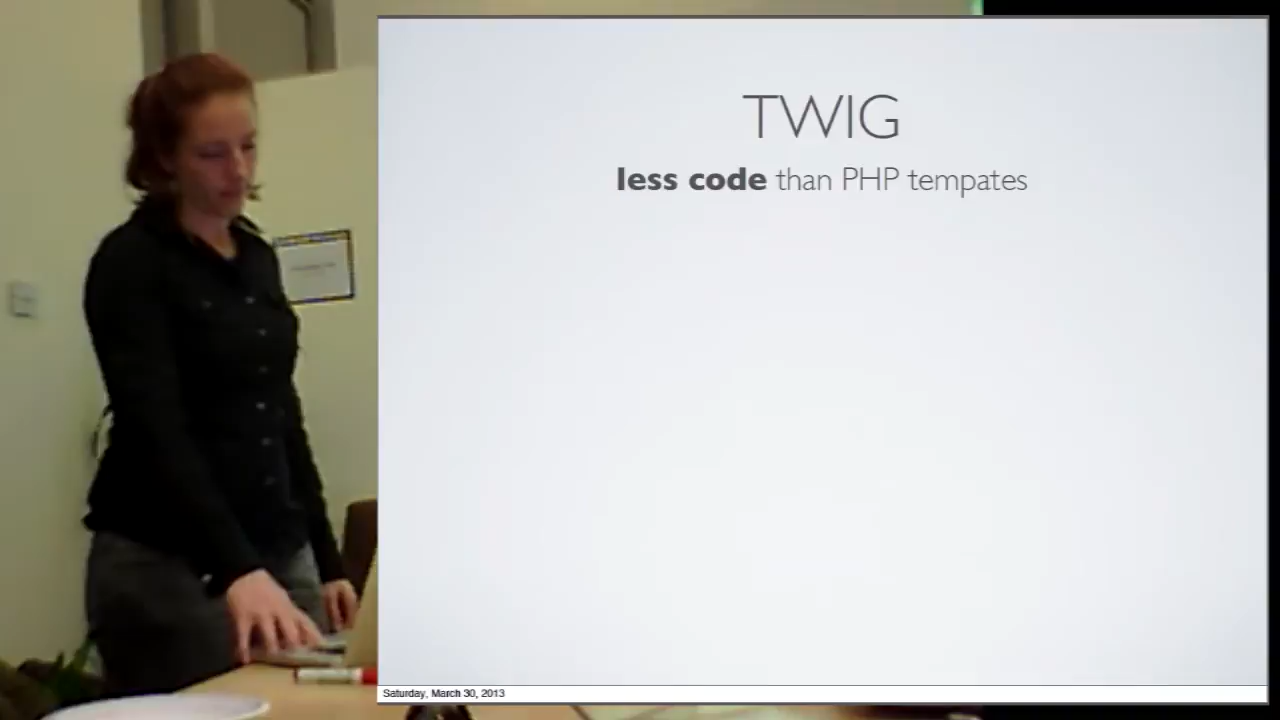 TWIG
less code than PHP tempates
Saturday, March 30, 2013